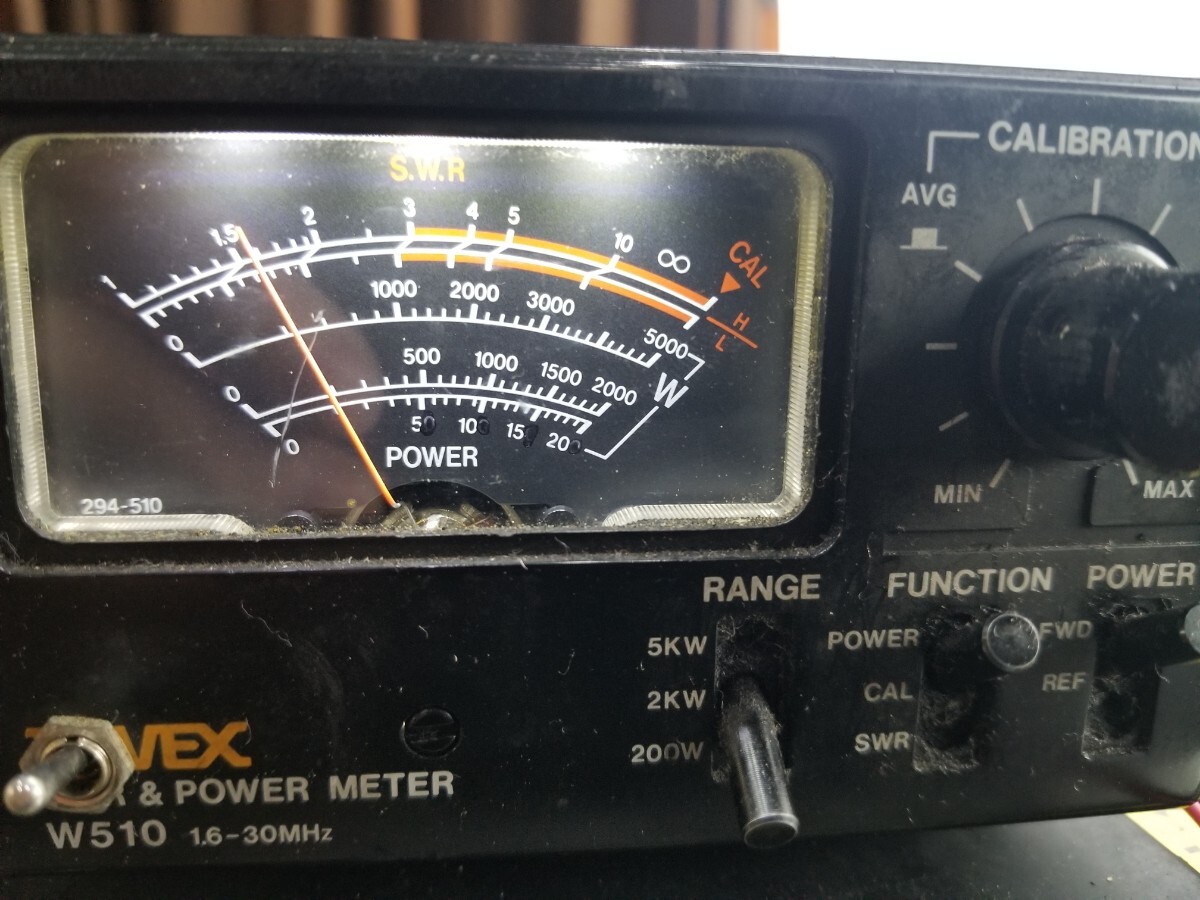 S.W.R
1.5 2 3 4 5 10 ∞ CAL
1
H
L
0 1000 2000 3000 5000
W
0 500 1000 1500 2000
0 50 100 150 200
POWER
294-510
CALIBRATION
AVG
MIN MAX
RANGE
5KW
2KW
200W
FUNCTION
POWER
CAL
SWR
POWER
FWD
REF
VEX
& POWER METER
W510 1.6-30MHz